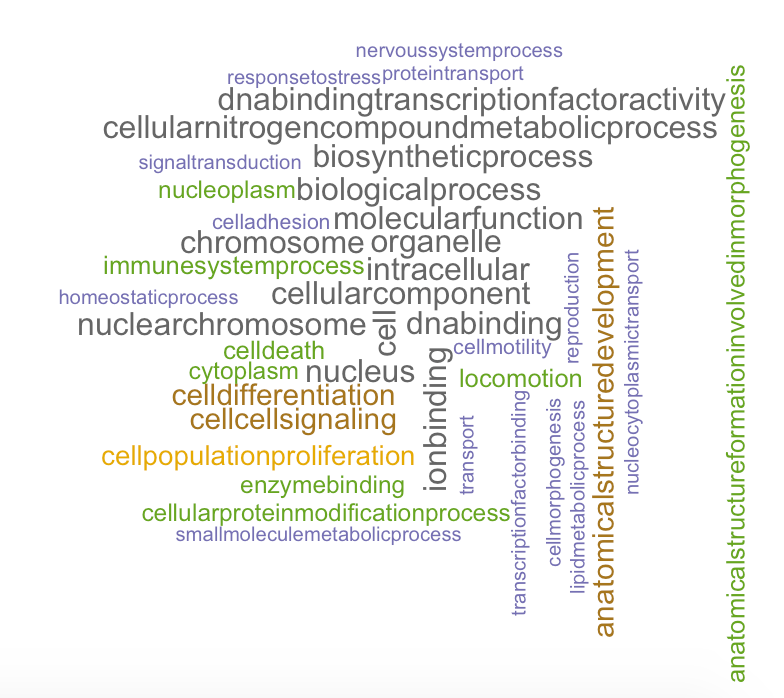 nervoussystemprocess
responsetostress
proteintransport
dnabindingtranscriptionfactoractivity
cellularnitrogencompoundmetabolicprocess
signaltransduction
biosyntheticprocess
nucleoplasm
biologicalprocess
celladhesion
molecularfunction
chromosome
organelle
immunesystemprocess
intracellular
homeostaticprocess
cellularcomponent
nuclearchromosome
cell
dnabinding
celldeath
cellmotility
cytoplasm
nucleus
locomotion
celldifferentiation
cellcellsignaling
cellpopulationproliferation
enzymebinding
cellularproteinmodificationprocess
smallmoleculemetabolicprocess
ionbinding
transport
transcriptionfactorbinding
cellmorphogenesis
reproduction
lipidmetabolicprocess
anatomicalstructuredevelopment
nucleocytoplasmictransport
anatomicalstructureformationinvolvedinmorphogenesis